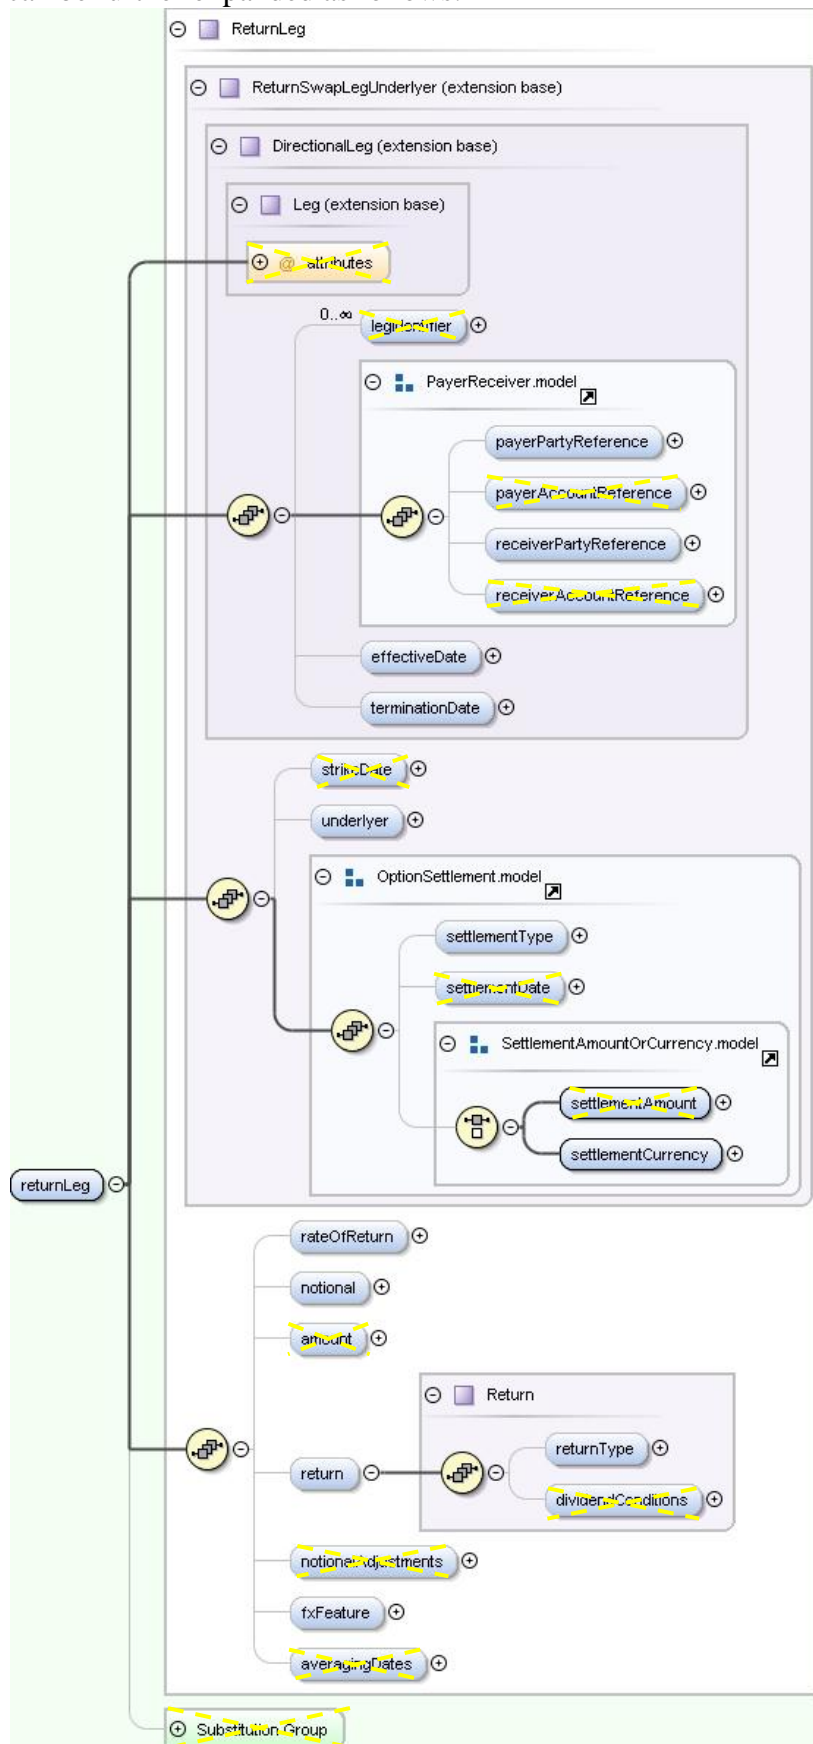 ReturnLeg
ReturnSwapLegUnderlyer (extension base)
DirectionalLeg (extension base)
Leg (extension base)
@ attributes
0..∞
legIdentifier
PayerReceiver.model
payerPartyReference
payerAccountReference
receiverPartyReference
receiverAccountReference
effectiveDate
terminationDate
strikeDate
underlyer
OptionSettlement.model
settlementType
settlementDate
SettlementAmountOrCurrency.model
settlementAmount
settlementCurrency
returnLeg
rateOfReturn
notional
amount
Return
returnType
return
dividendConditions
notionalAdjustments
fxFeature
averagingDates
Substitution Group